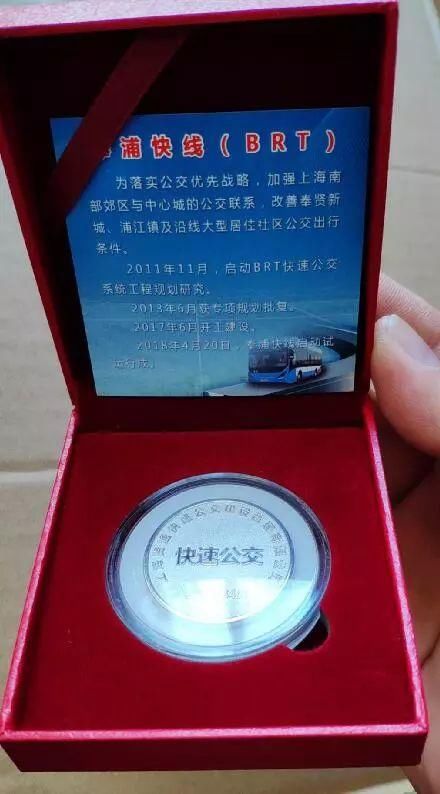 浦快线（BRT）
为落实公交优先战略，加强上海南
部郊区与中心城的公交联系，改善奉贤新
城、浦江镇及沿线大型居住社区公交出行
条件。
2011年11月，启动BRT快速公交
系统工程规划研究。
2013年6月获专项规划批复。
2017年6月开工建设。
2018年4月20日，奉浦快线启动试
运行
快速公交